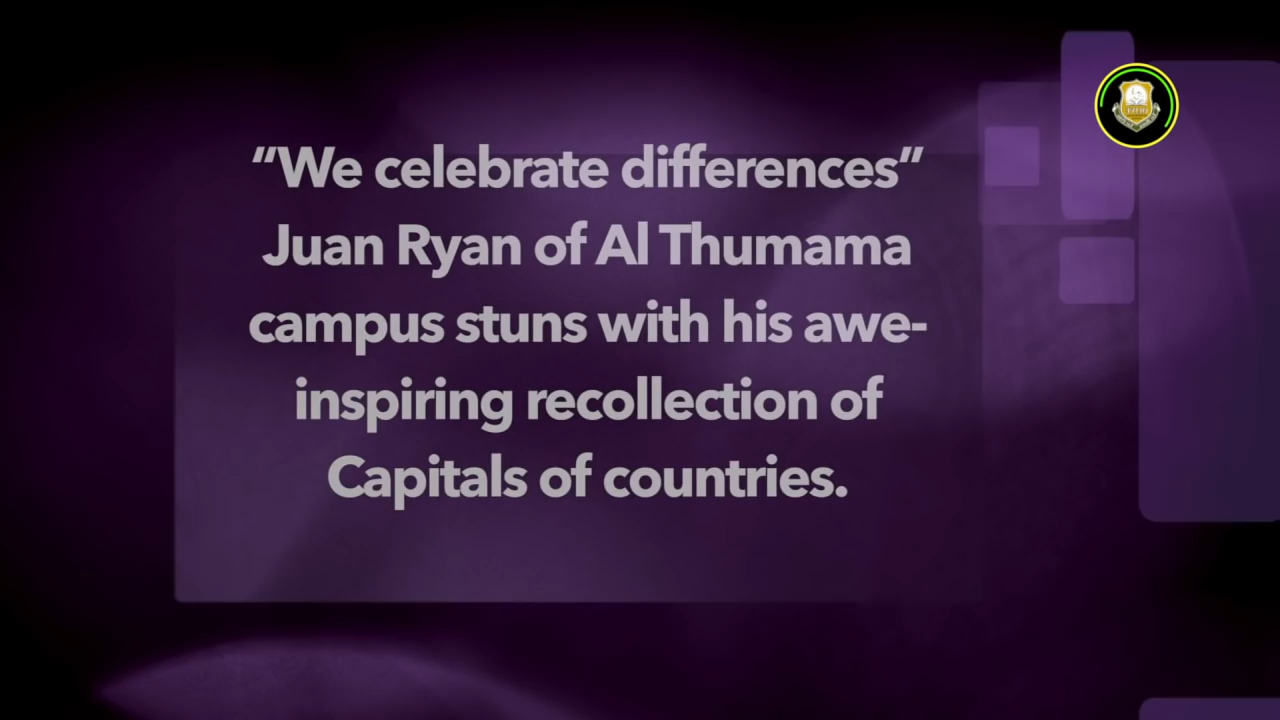 “We celebrate differences”
Juan Ryan of Al Thumama
campus stuns with his awe-
inspiring recollection of
Capitals of countries.